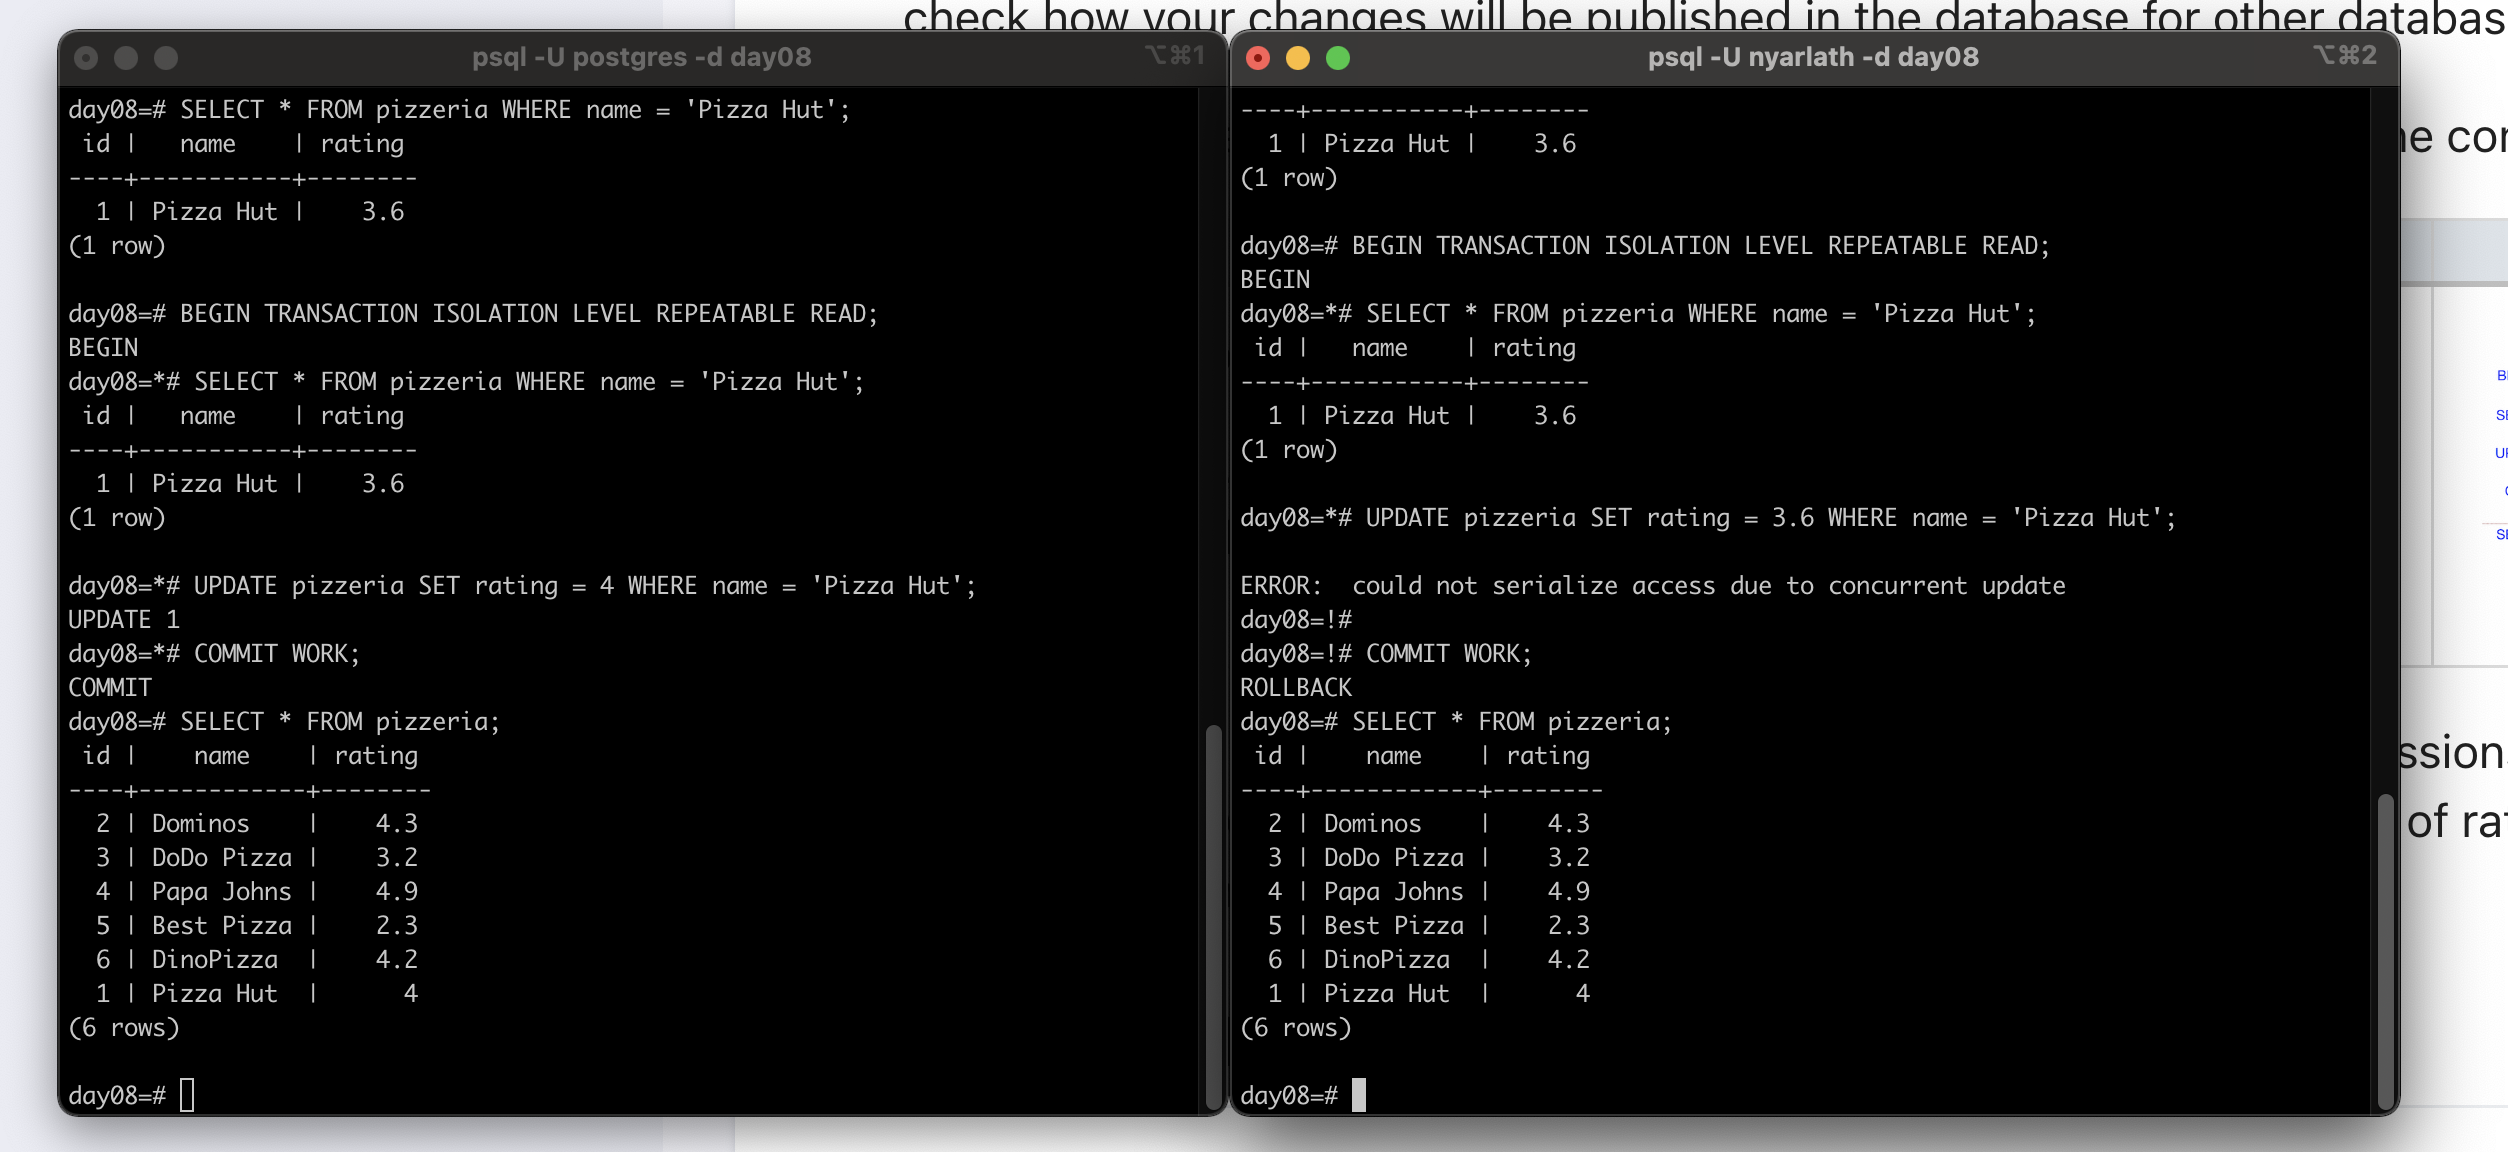 check how your changes will be published in the database for other databas
psql -U postgres -d day08
⌥⌘1
day08=# SELECT * FROM pizzeria WHERE name = 'Pizza Hut';
 id |   name    | rating
----+-----------+--------
  1 | Pizza Hut |    3.6
(1 row)
day08=# BEGIN TRANSACTION ISOLATION LEVEL REPEATABLE READ;
BEGIN
day08=*# SELECT * FROM pizzeria WHERE name = 'Pizza Hut';
 id |   name    | rating
----+-----------+--------
  1 | Pizza Hut |    3.6
(1 row)
day08=*# UPDATE pizzeria SET rating = 4 WHERE name = 'Pizza Hut';
UPDATE 1
day08=*# COMMIT WORK;
COMMIT
day08=# SELECT * FROM pizzeria;
 id |    name    | rating
----+------------+--------
  2 | Dominos    |    4.3
  3 | DoDo Pizza |    3.2
  4 | Papa Johns |    4.9
  5 | Best Pizza |    2.3
  6 | DinoPizza  |    4.2
  1 | Pizza Hut  |      4
(6 rows)
day08=#
psql -U nyarlath -d day08
⌥⌘2
----+-----------+--------
  1 | Pizza Hut |    3.6
(1 row)
day08=# BEGIN TRANSACTION ISOLATION LEVEL REPEATABLE READ;
BEGIN
day08=*# SELECT * FROM pizzeria WHERE name = 'Pizza Hut';
 id |   name    | rating
----+-----------+--------
  1 | Pizza Hut |    3.6
(1 row)
day08=*# UPDATE pizzeria SET rating = 3.6 WHERE name = 'Pizza Hut';
ERROR:  could not serialize access due to concurrent update
day08=!#
day08=!# COMMIT WORK;
ROLLBACK
day08=# SELECT * FROM pizzeria;
 id |    name    | rating
----+------------+--------
  2 | Dominos    |    4.3
  3 | DoDo Pizza |    3.2
  4 | Papa Johns |    4.9
  5 | Best Pizza |    2.3
  6 | DinoPizza  |    4.2
  1 | Pizza Hut  |      4
(6 rows)
day08=#
of